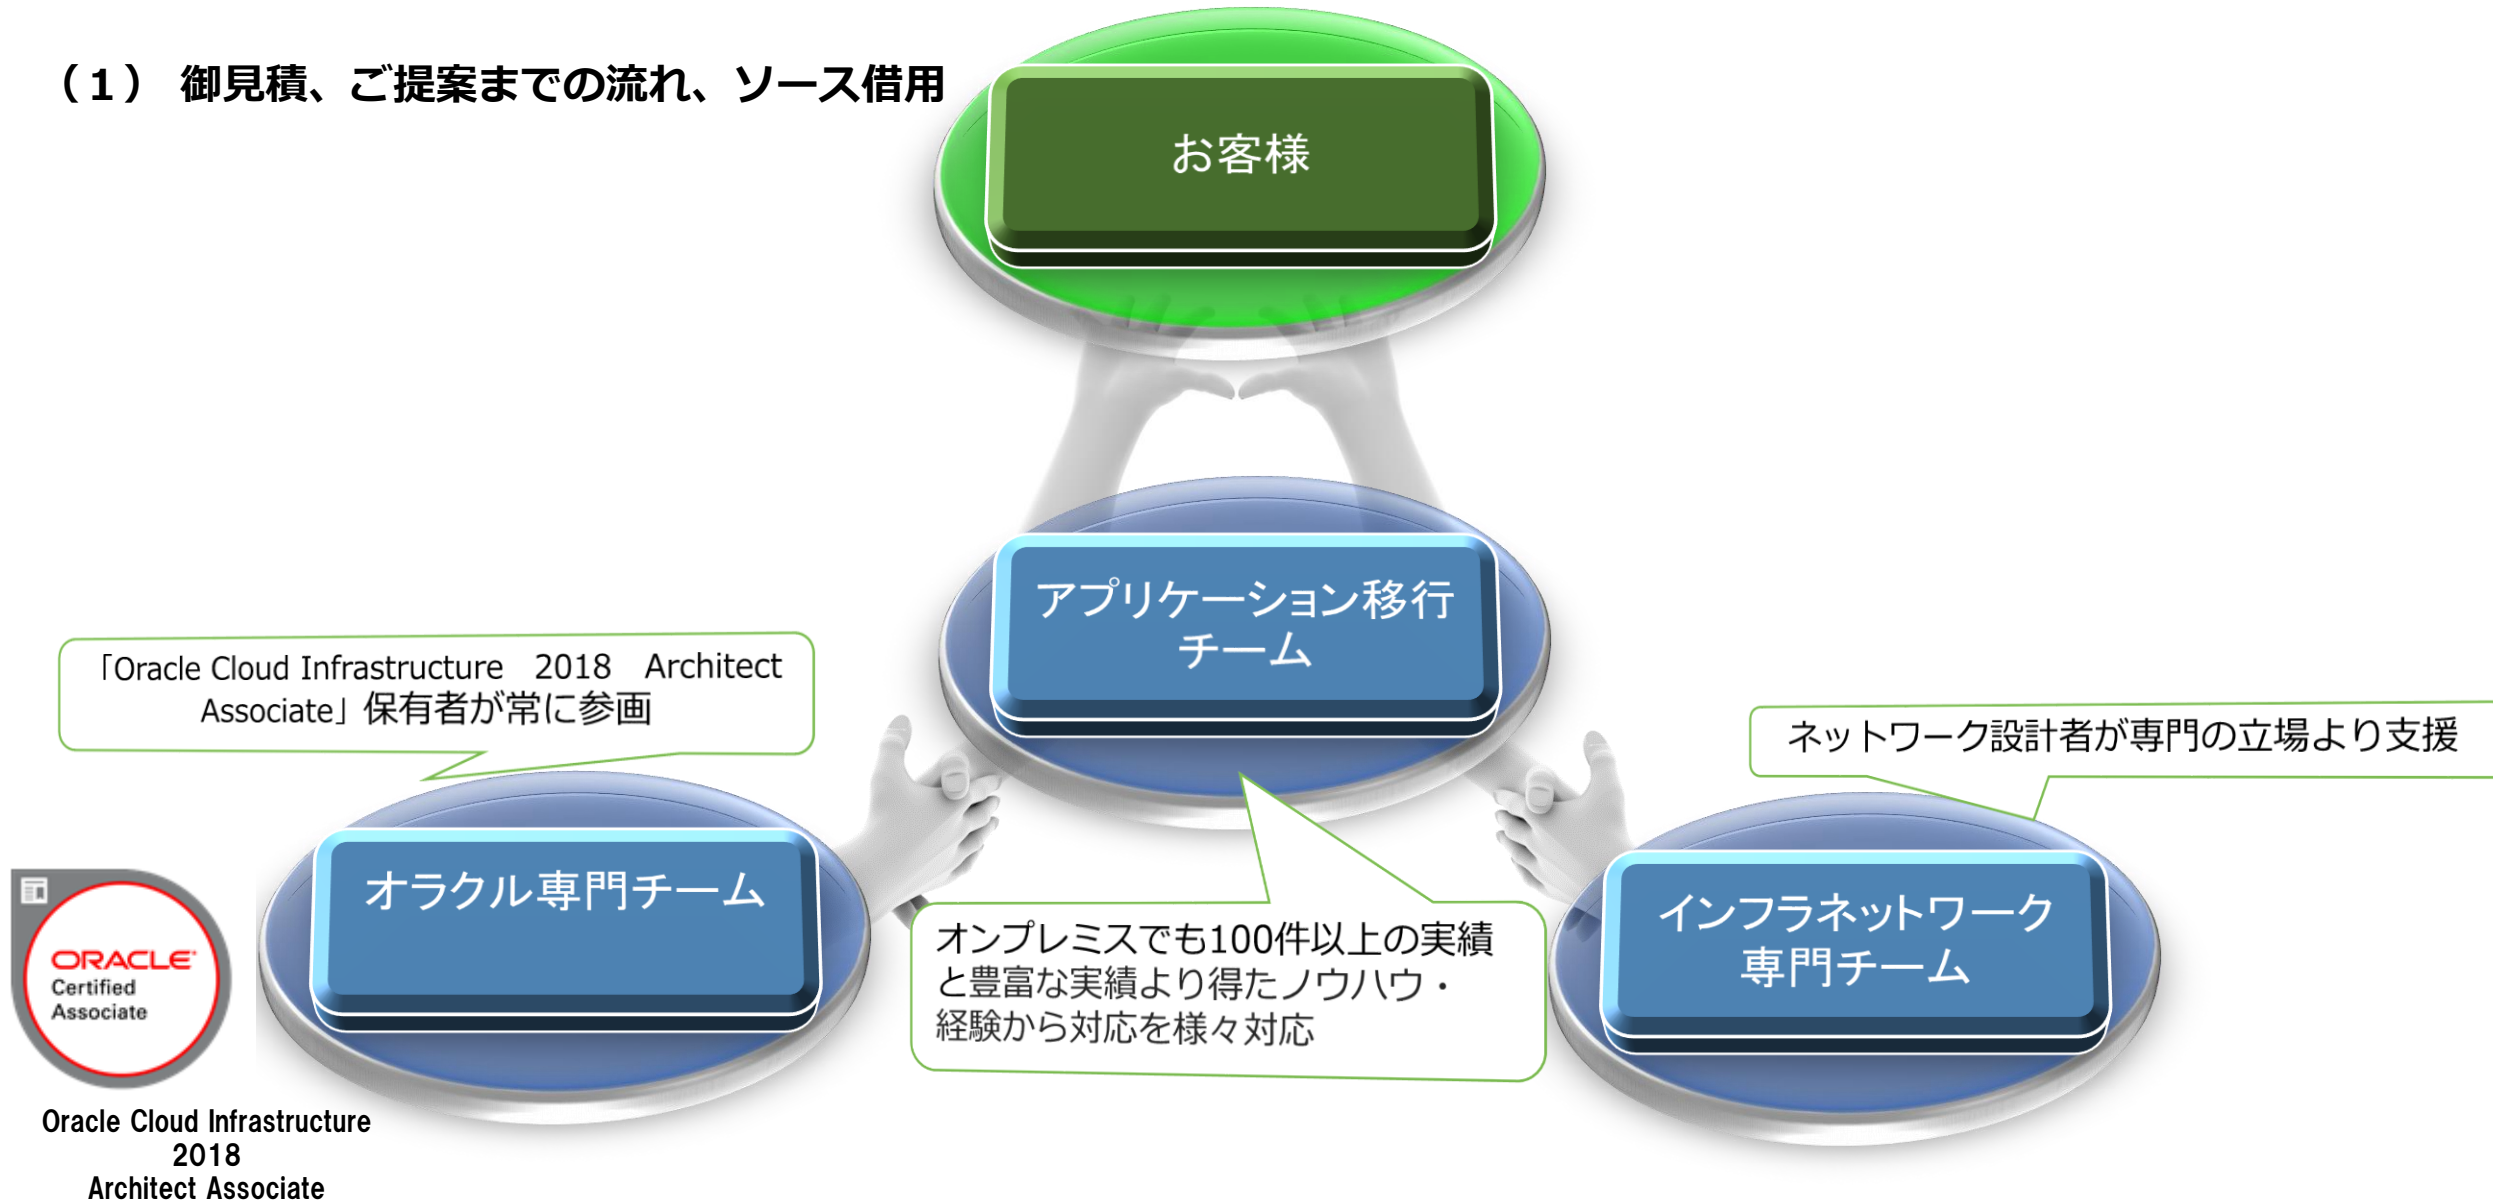 （１） 御見積、ご提案までの流れ、ソース借用
お客様
アプリケーション移行
チーム
「Oracle Cloud Infrastructure　2018　Architect
Associate」保有者が常に参画
ネットワーク設計者が専門の立場より支援
オラクル専門チーム
インフラネットワーク
専門チーム
オンプレミスでも100件以上の実績
と豊富な実績より得たノウハウ・
経験から対応を様々対応
ORACLE
Certified
Associate
Oracle Cloud Infrastructure
2018
Architect Associate